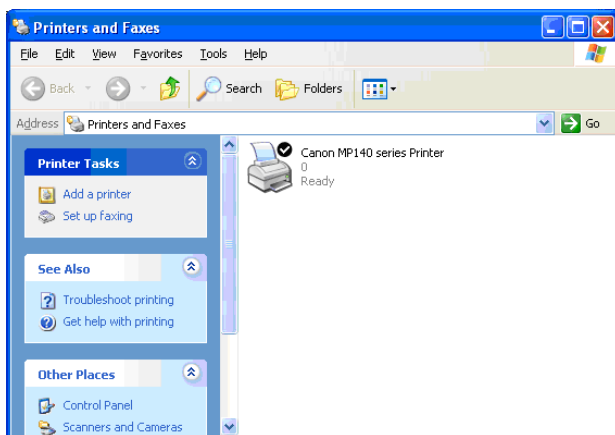 Printers and Faxes
File Edit View Favorites Tools Help
Back Search Folders
Address Printers and Faxes Go
Printer Tasks
Add a printer
Set up faxing
See Also
Troubleshoot printing
Get help with printing
Other Places
Control Panel
Scanners and Cameras
Canon MP140 series Printer
0
Ready